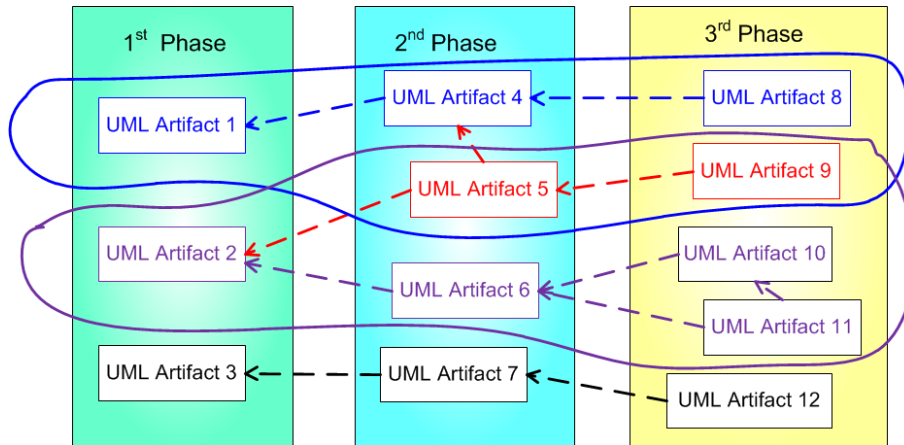 1st Phase
2nd Phase
3rd Phase
UML Artifact 1
UML Artifact 4
UML Artifact 8
UML Artifact 5
UML Artifact 9
UML Artifact 2
UML Artifact 6
UML Artifact 10
UML Artifact 11
UML Artifact 3
UML Artifact 7
UML Artifact 12